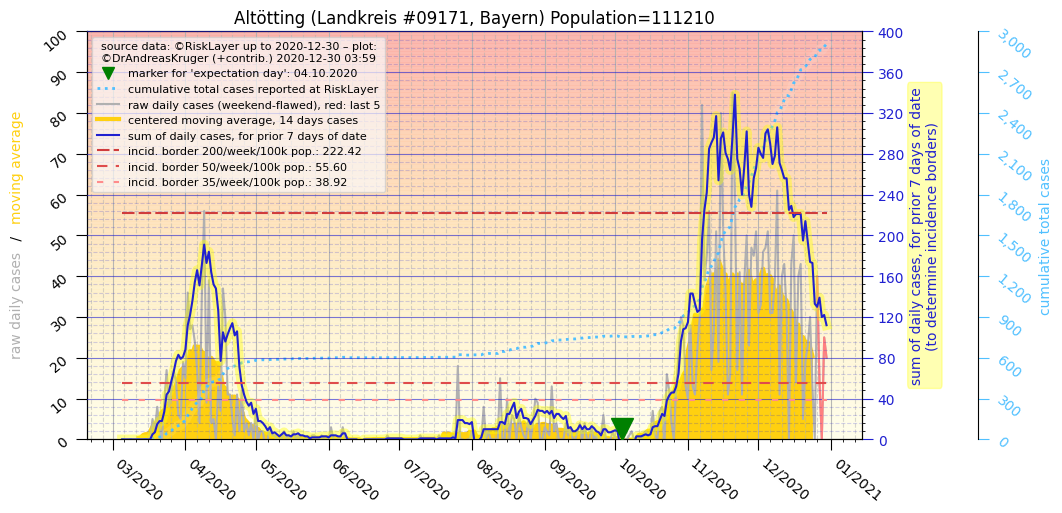 Altötting (Landkreis #09171, Bayern) Population=111210
source data: ©RiskLayer up to 2020-12-30 – plot:
©DrAndreasKruger (+contrib.) 2020-12-30 03:59
marker for 'expectation day': 04.10.2020
cumulative total cases reported at RiskLayer
raw daily cases (weekend-flawed), red: last 5
centered moving average, 14 days cases
sum of daily cases, for prior 7 days of date
incid. border 200/week/100k pop.: 222.42
incid. border 50/week/100k pop.: 55.60
incid. border 35/week/100k pop.: 38.92
raw daily cases / moving average
100
90
80
70
60
50
40
30
20
10
0
03/2020
04/2020
05/2020
06/2020
07/2020
08/2020
09/2020
10/2020
11/2020
12/2020
01/2021
400
360
320
280
240
200
160
120
80
40
0
sum of daily cases, for prior 7 days of date
(to determine incidence borders)
3,000
2,700
2,400
2,100
1,800
1,500
1,200
900
600
300
0
cumulative total cases